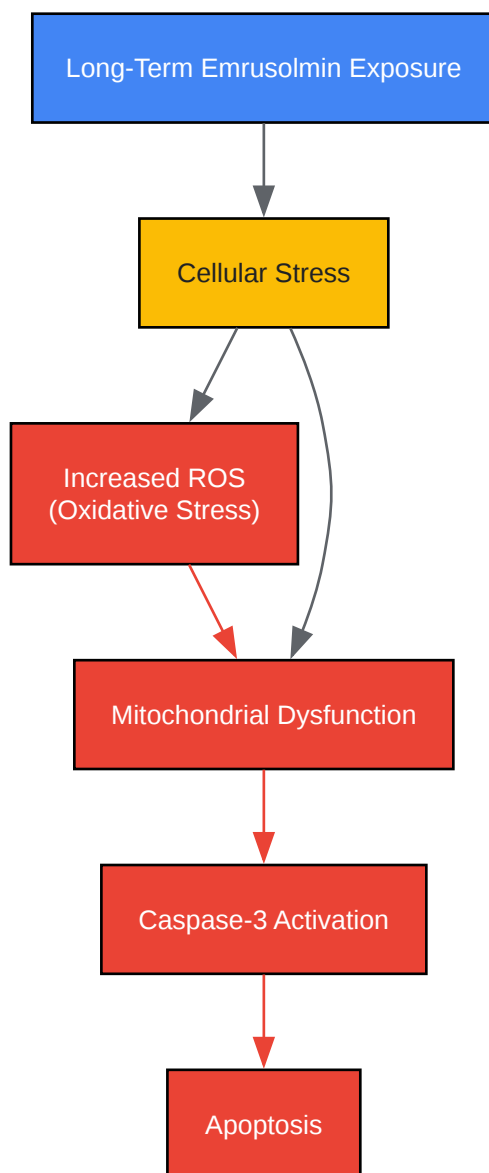 Long-Term Emrusolmin Exposure
Cellular Stress
Increased ROS
(Oxidative Stress)
Mitochondrial Dysfunction
Caspase-3 Activation
Apoptosis